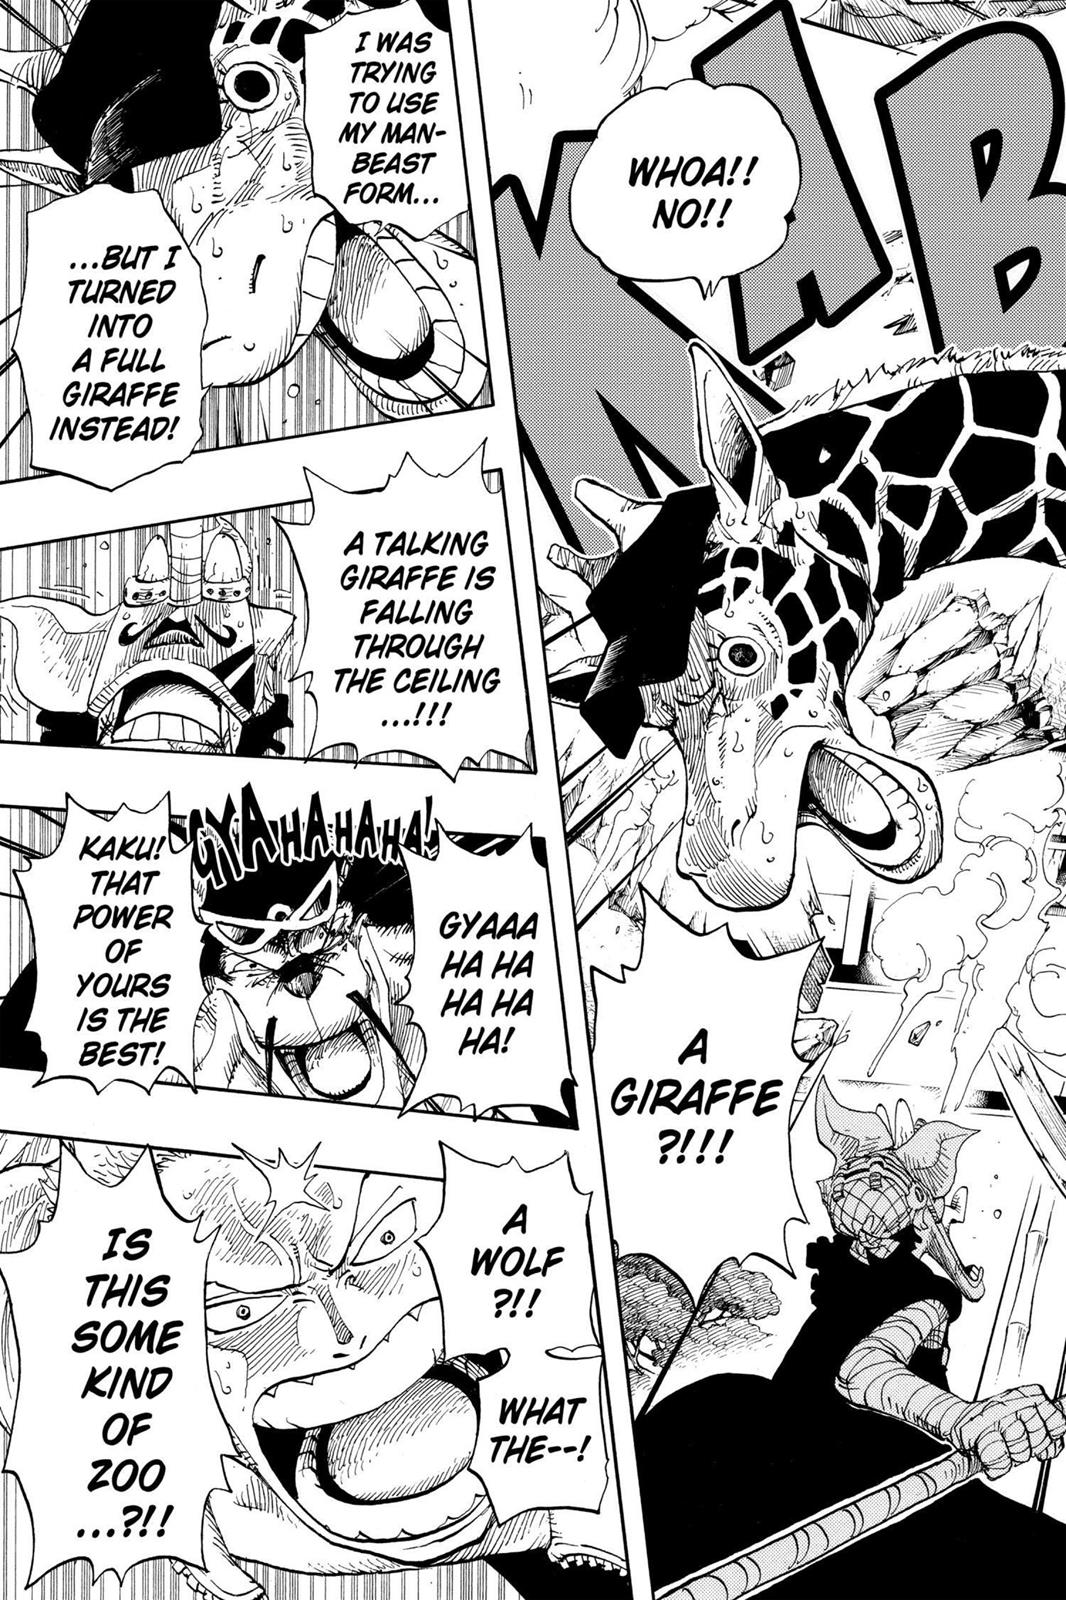 WHOA!!
NO!!
WAB
A
GIRAFFE
?!!!
I WAS
TRYING
TO USE
MY MAN-
BEAST
FORM...
...BUT I
TURNED
INTO
A FULL
GIRAFFE
INSTEAD!
A TALKING
GIRAFFE IS
FALLING
THROUGH
THE CEILING
...!!!
GYAHAHAHAHA!
GYAAA
HA HA
HA HA
HA!
KAKU!
THAT
POWER
OF
YOURS
IS THE
BEST!
A
WOLF
?!!
WHAT
THE--!
IS
THIS
SOME
KIND
OF
ZOO
...?!!